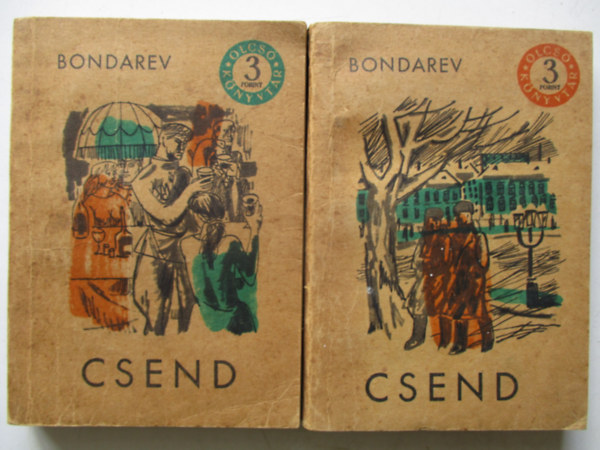 BONDAREV
OLCSÓ KÖNYVTÁR
3
FORINT
CSEND
BONDAREV
OLCSÓ KÖNYVTÁR
3
FORINT
CSEND